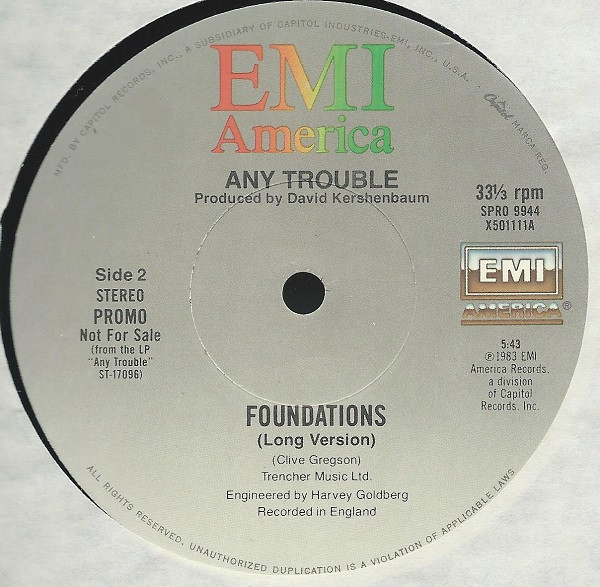 MFD. BY CAPITOL RECORDS, INC., A SUBSIDIARY OF CAPITOL INDUSTRIES-EMI, INC., U.S.A. · Capitol MARCA REG.
EMI
America
ANY TROUBLE
Produced by David Kershenbaum
33⅓ rpm
SPRO 9944
X501111A
EMI
AMERICA®
Side 2
STEREO
PROMO
Not For Sale
(from the LP
"Any Trouble"
ST-17096)
5:43
℗1983 EMI
America Records,
a division
of Capitol
Records, Inc.
FOUNDATIONS
(Long Version)
(Clive Gregson)
Trencher Music Ltd.
Engineered by Harvey Goldberg
Recorded in England
ALL RIGHTS RESERVED. UNAUTHORIZED DUPLICATION IS A VIOLATION OF APPLICABLE LAWS